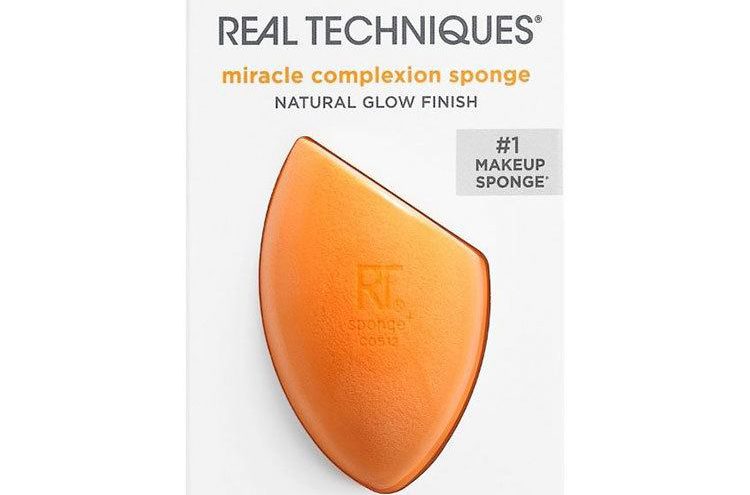 REAL TECHNIQUES®
miracle complexion sponge
NATURAL GLOW FINISH
#1
MAKEUP
SPONGE*
RT®
sponge+